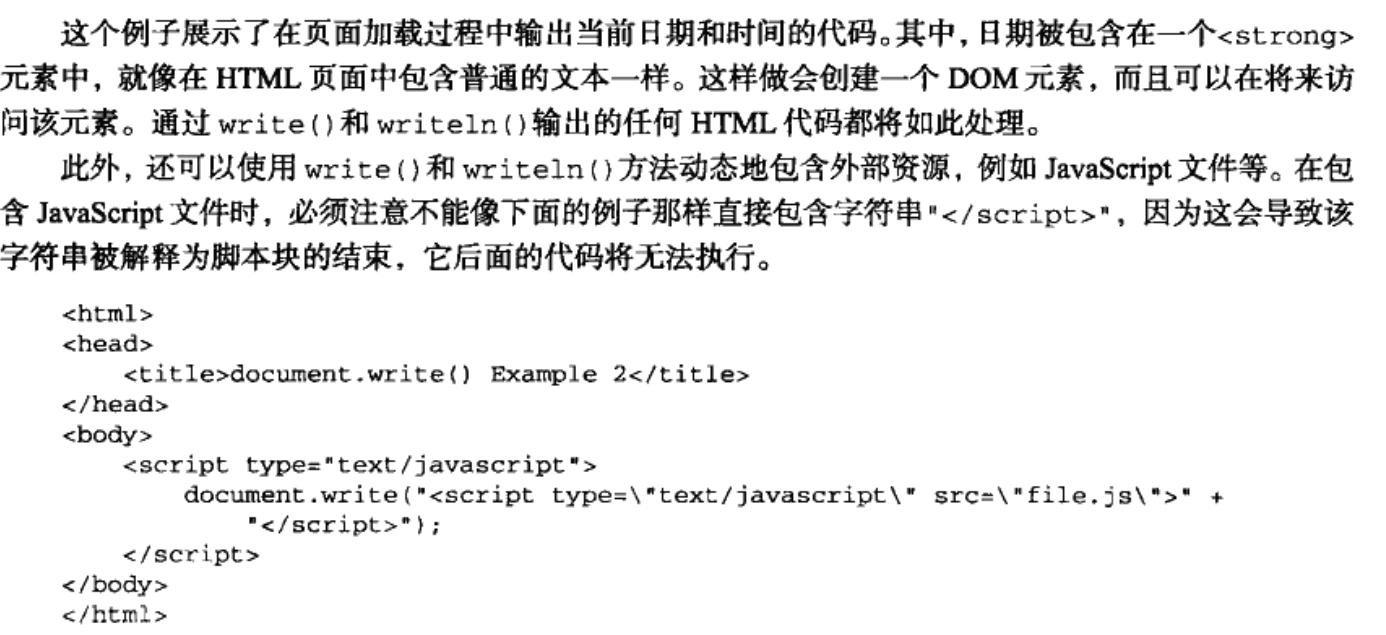 这个例子展示了在页面加载过程中输出当前日期和时间的代码。其中，日期被包含在一个<strong>
元素中，就像在 HTML 页面中包含普通的文本一样。这样做会创建一个 DOM 元素，而且可以在将来访
问该元素。通过 write()和 writeln()输出的任何 HTML 代码都将如此处理。
此外，还可以使用 write()和 writeln()方法动态地包含外部资源，例如 JavaScript 文件等。在包
含 JavaScript 文件时，必须注意不能像下面的例子那样直接包含字符串"</script>"，因为这会导致该
字符串被解释为脚本块的结束，它后面的代码将无法执行。
<html>
<head>
    <title>document.write() Example 2</title>
</head>
<body>
    <script type="text/javascript">
        document.write("<script type=\"text/javascript\" src=\"file.js\">" +
            "</script>");
    </script>
</body>
</html>